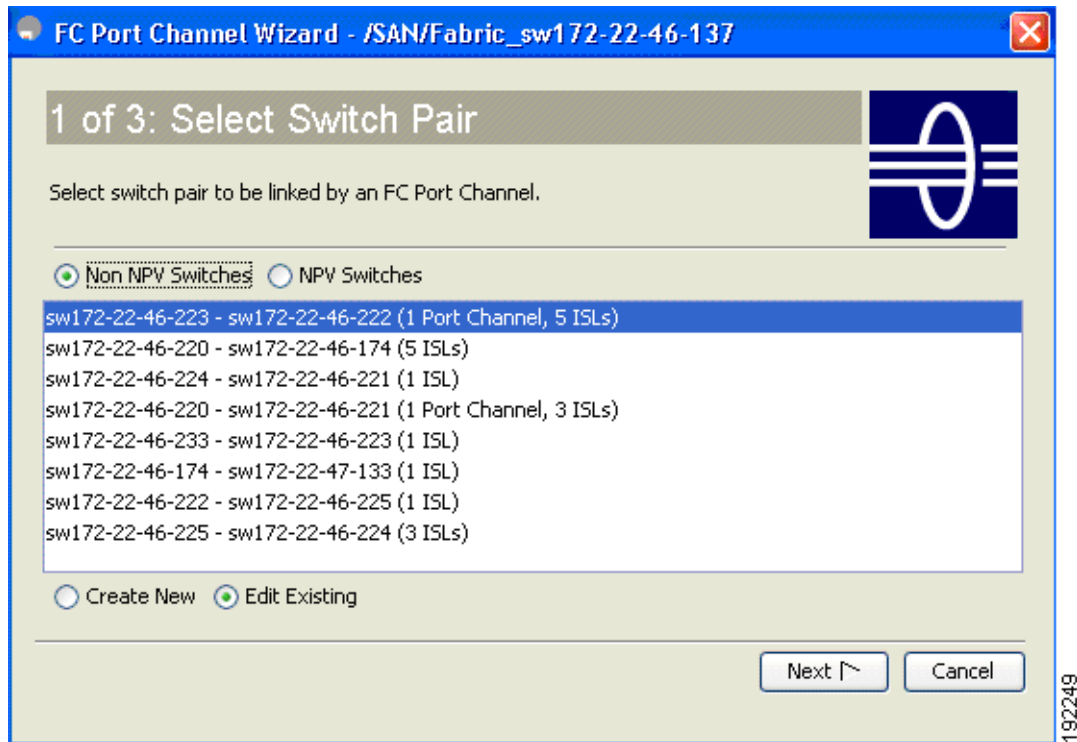 FC Port Channel Wizard - /SAN/Fabric_sw172-22-46-137
1 of 3: Select Switch Pair
Select switch pair to be linked by an FC Port Channel.
Non NPV Switches NPV Switches
sw172-22-46-223 - sw172-22-46-222 (1 Port Channel, 5 ISLs)
sw172-22-46-220 - sw172-22-46-174 (5 ISLs)
sw172-22-46-224 - sw172-22-46-221 (1 ISL)
sw172-22-46-220 - sw172-22-46-221 (1 Port Channel, 3 ISLs)
sw172-22-46-233 - sw172-22-46-223 (1 ISL)
sw172-22-46-174 - sw172-22-47-133 (1 ISL)
sw172-22-46-222 - sw172-22-46-225 (1 ISL)
sw172-22-46-225 - sw172-22-46-224 (3 ISLs)
Create New Edit Existing
Next Cancel
192249